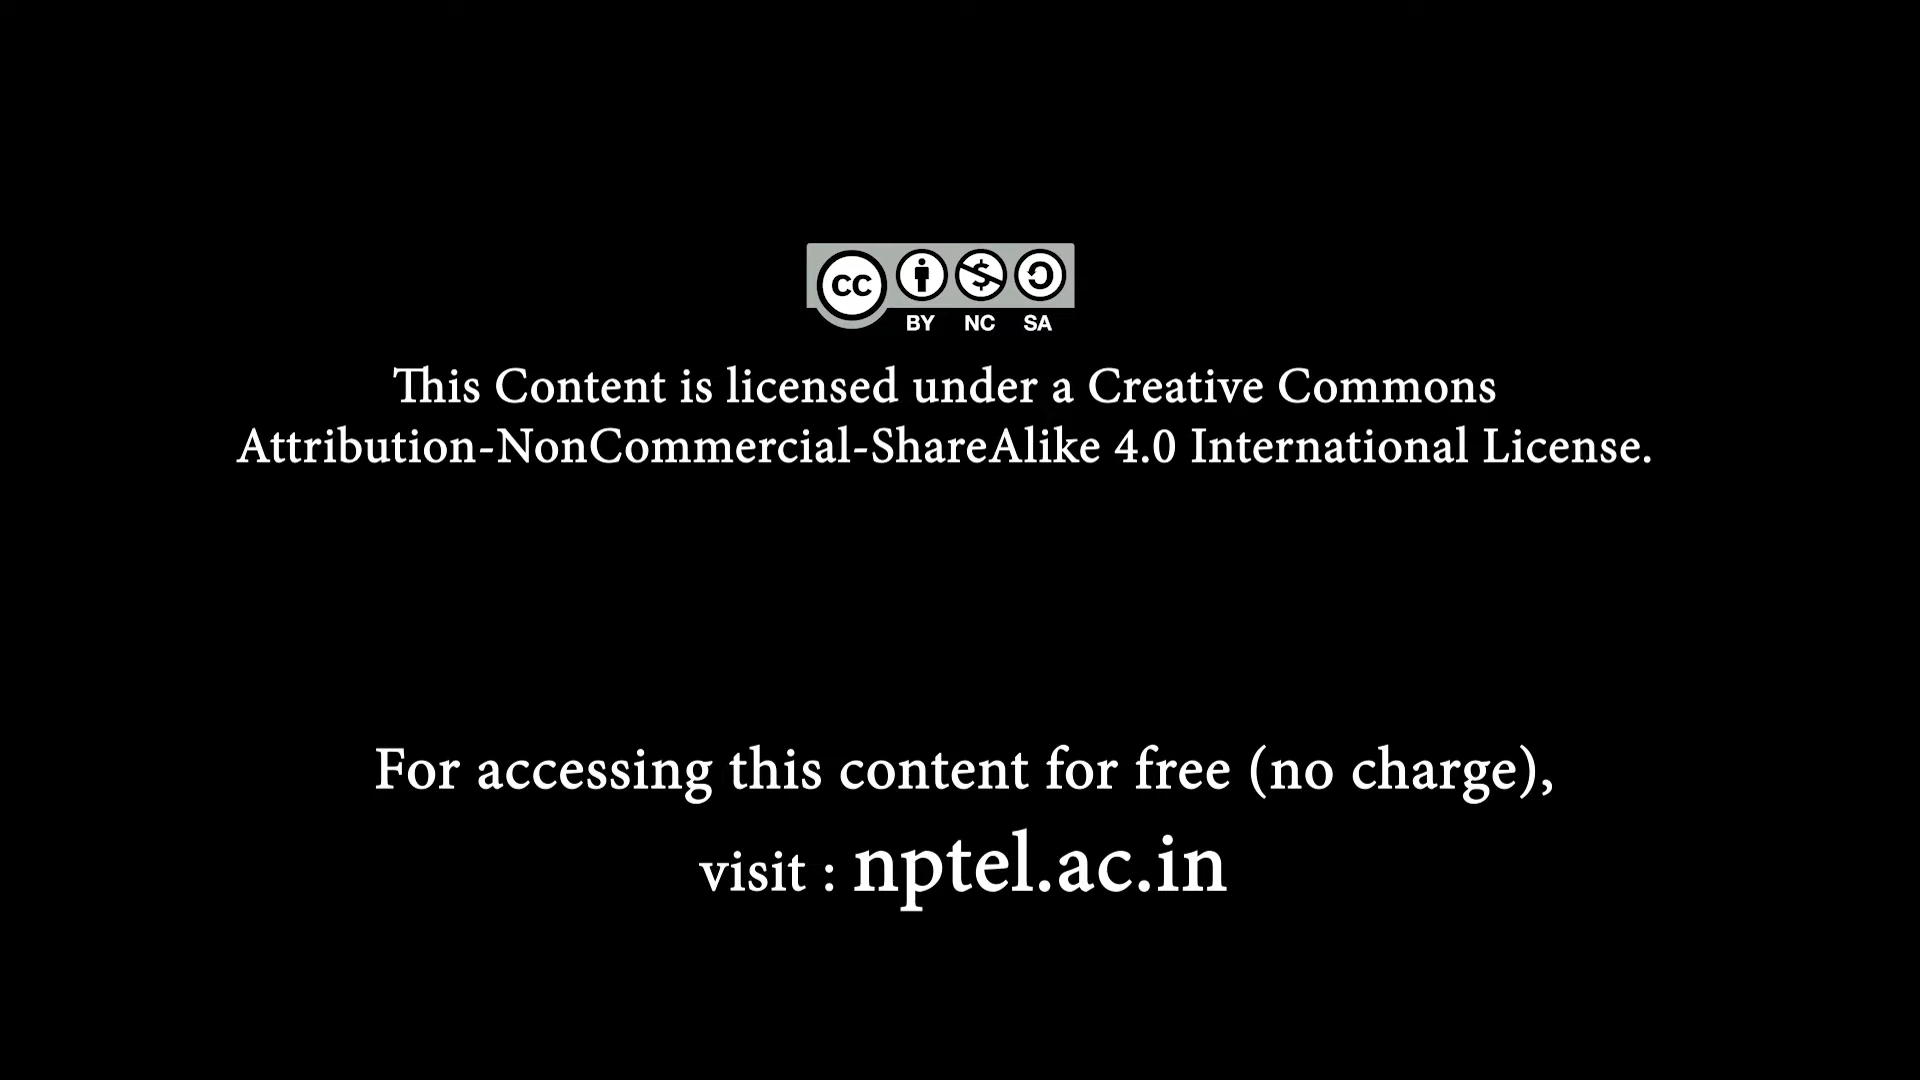 cc BY NC SA
This Content is licensed under a Creative Commons
Attribution-NonCommercial-ShareAlike 4.0 International License.
For accessing this content for free (no charge),
visit : nptel.ac.in